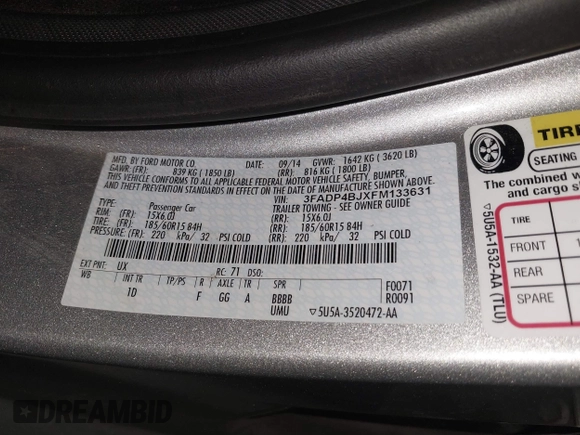 MFD. BY FORD MOTOR CO.
DATE: 09/14 GVWR: 1642 KG ( 3620 LB)
GAWR: (FR): 839 KG ( 1850 LB) (RR): 816 KG ( 1800 LB)
THIS VEHICLE CONFORMS TO ALL APPLICABLE FEDERAL MOTOR VEHICLE SAFETY, BUMPER,
AND THEFT PREVENTION STANDARDS IN EFFECT ON THE DATE OF MANUFACTURE SHOWN ABOVE.
VIN: 3FADP4BJXFM133631
TYPE: Passenger Car TRAILER TOWING - SEE OWNER GUIDE
RIM: (FR): 15X6.0J (RR): 15X6.0J
TIRE: (FR): 185/60R15 84H (RR): 185/60R15 84H
PRESSURE: (FR): 220 kPa/ 32 PSI COLD (RR): 220 kPa/ 32 PSI COLD
EXT PNT: UX RC: 71 DSO:
WB INT TR TP/PS R AXLE TR SPR
1D F GG A BBBB
UMU
F0071
R0091
▽5U5A-3520472-AA
TIRE
SEATING
The combined w
and cargo s
TIRE
FRONT
REAR
SPARE
▽5U5A-1532-AA (TLU)
DREAMBID